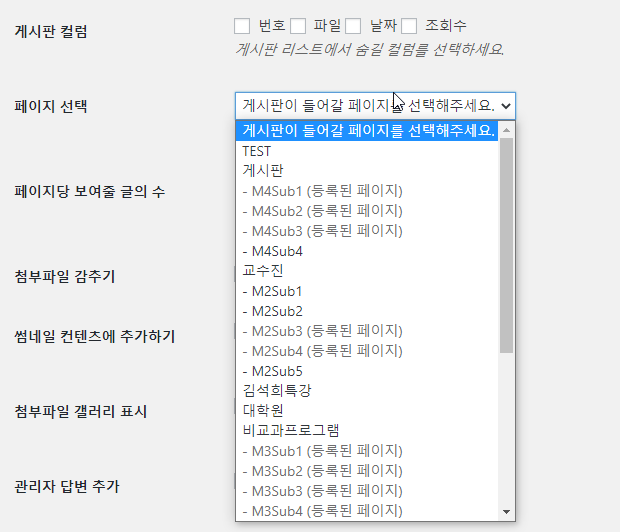 게시판 컬럼
번호 파일 날짜 조회수
게시판 리스트에서 숨길 컬럼를 선택하세요.
페이지 선택
게시판이 들어갈 페이지를 선택해주세요.
게시판이 들어갈 페이지를 선택해주세요.
TEST
게시판
- M4Sub1 (등록된 페이지)
- M4Sub2 (등록된 페이지)
- M4Sub3 (등록된 페이지)
- M4Sub4
교수진
- M2Sub1
- M2Sub2
- M2Sub3 (등록된 페이지)
- M2Sub4 (등록된 페이지)
- M2Sub5
김석희특강
대학원
비교과프로그램
- M3Sub1 (등록된 페이지)
- M3Sub2 (등록된 페이지)
- M3Sub3 (등록된 페이지)
- M3Sub4 (등록된 페이지)
페이지당 보여줄 글의 수
첨부파일 감추기
썸네일 컨텐츠에 추가하기
첨부파일 갤러리 표시
관리자 답변 추가